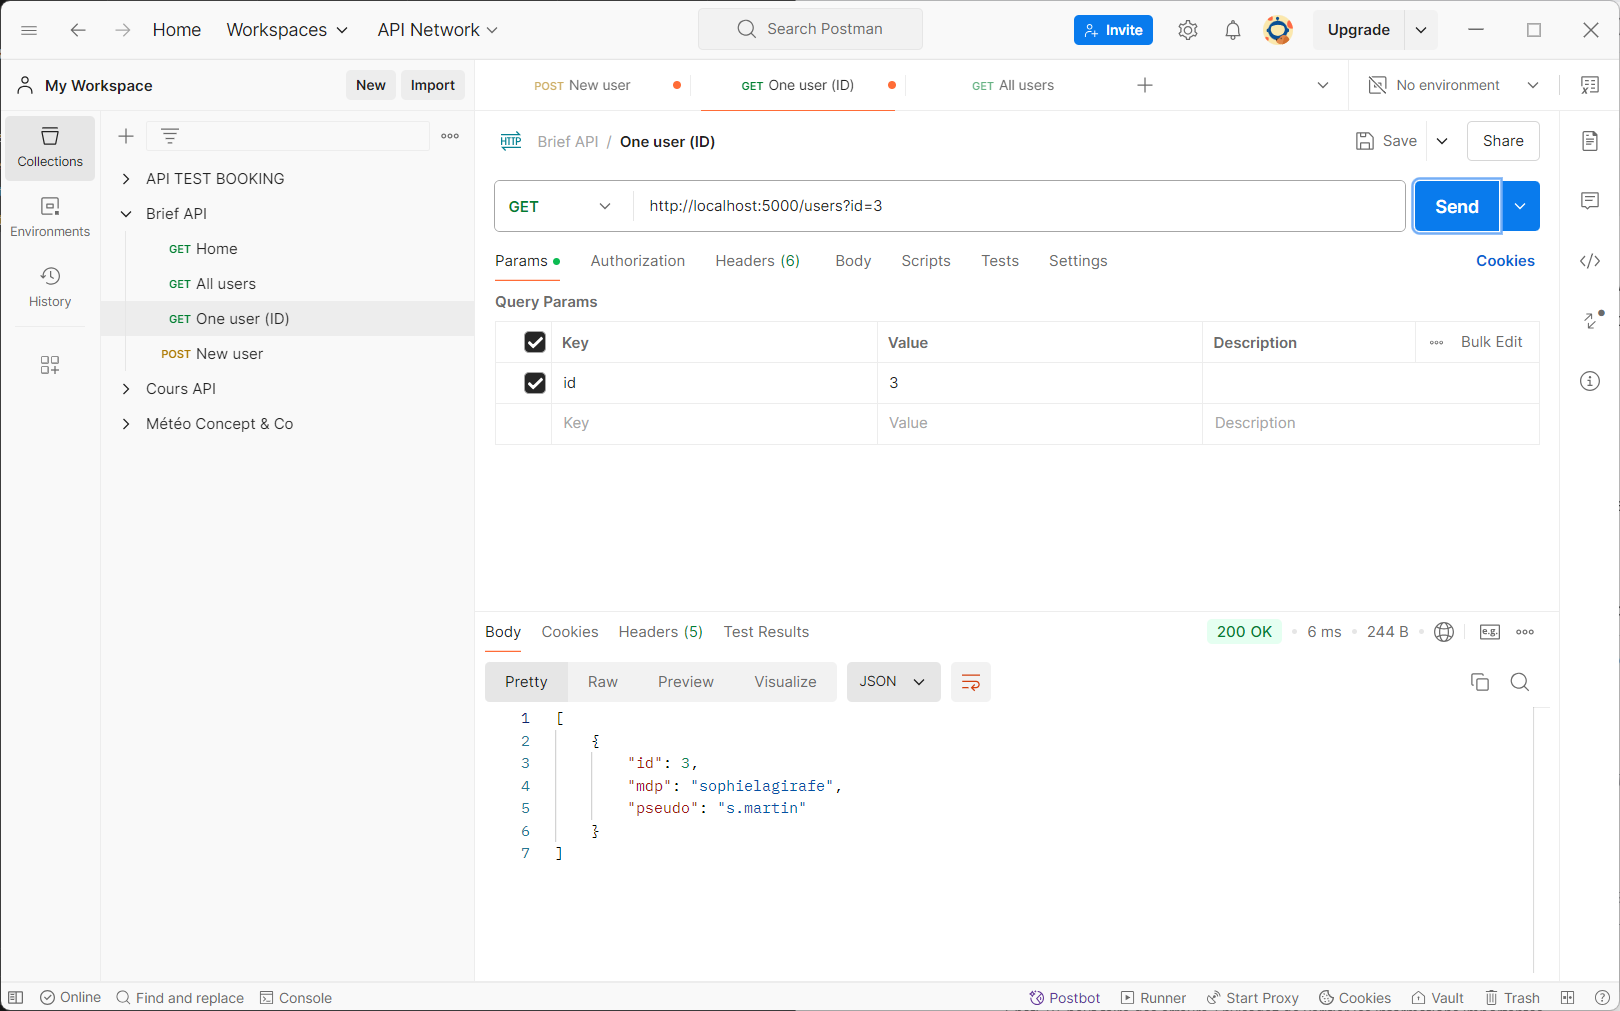 Home Workspaces API Network Search Postman Invite Upgrade
My Workspace New Import POST New user GET One user (ID) GET All users No environment
Collections
Environments
History
API TEST BOOKING
Brief API
GET Home
GET All users
GET One user (ID)
POST New user
Cours API
Météo Concept & Co
HTTP Brief API / One user (ID) Save Share
GET http://localhost:5000/users?id=3 Send
Params Authorization Headers (6) Body Scripts Tests Settings Cookies
Query Params
Key Value Description Bulk Edit
id 3
Key Value Description
Body Cookies Headers (5) Test Results 200 OK 6 ms 244 B e.g.
Pretty Raw Preview Visualize JSON
1 [
2 {
3 "id": 3,
4 "mdp": "sophielagirafe",
5 "pseudo": "s.martin"
6 }
7 ]
Online Find and replace Console Postbot Runner Start Proxy Cookies Vault Trash